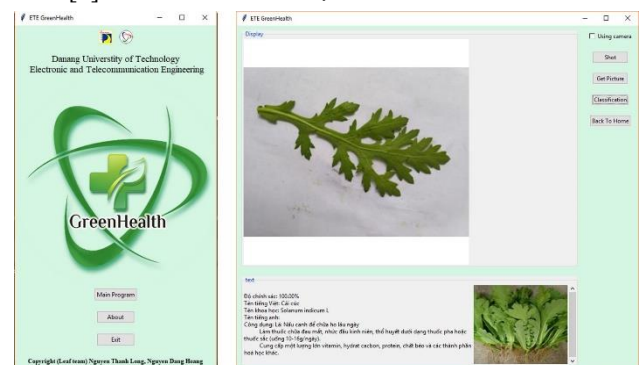 ETE GreenHealth
Danang Universtity of Technology
Electronic and Telecommunication Engineering
GreenHealth
Main Program
About
Exit
Copyright (Leaf team) Nguyen Thanh Long, Nguyen Dang Hoang
ETE GreenHealth
Display
Using camera
Shot
Get Picture
Classification
Back To Home
text
Độ chính xác: 100.00%
Tên tiếng Việt: Cải cúc
Tên khoa học: Solanum indicum L
Tên tiếng anh:
Công dụng: Lá: Nấu canh để chữa ho lâu ngày
Làm thuốc chữa đau mắt, nhức đầu kinh niên, thổ huyết dưới dạng thuốc pha hoặc
thuốc sắc (uống 10-16g/ngày).
Cung cấp một lượng lớn vitamin, hydrat cacbon, protein, chất béo và các thành phần
hoá học khác.